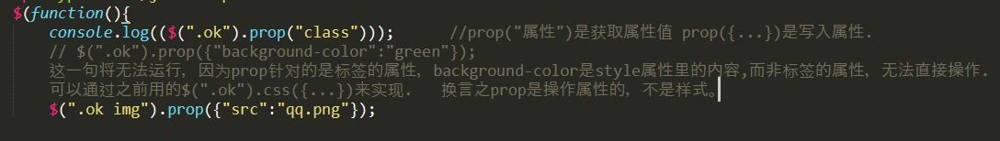 $(function(){
console.log(($(".ok").prop("class"))); //prop("属性")是获取属性值 prop({...})是写入属性.
// $(".ok").prop({"background-color":"green"});
这一句将无法运行, 因为prop针对的是标签的属性, background-color是style属性里的内容,而非标签的属性, 无法直接操作.
可以通过之前用的$(".ok").css({...})来实现. 换言之prop是操作属性的, 不是样式。
$(".ok img").prop({"src":"qq.png"});